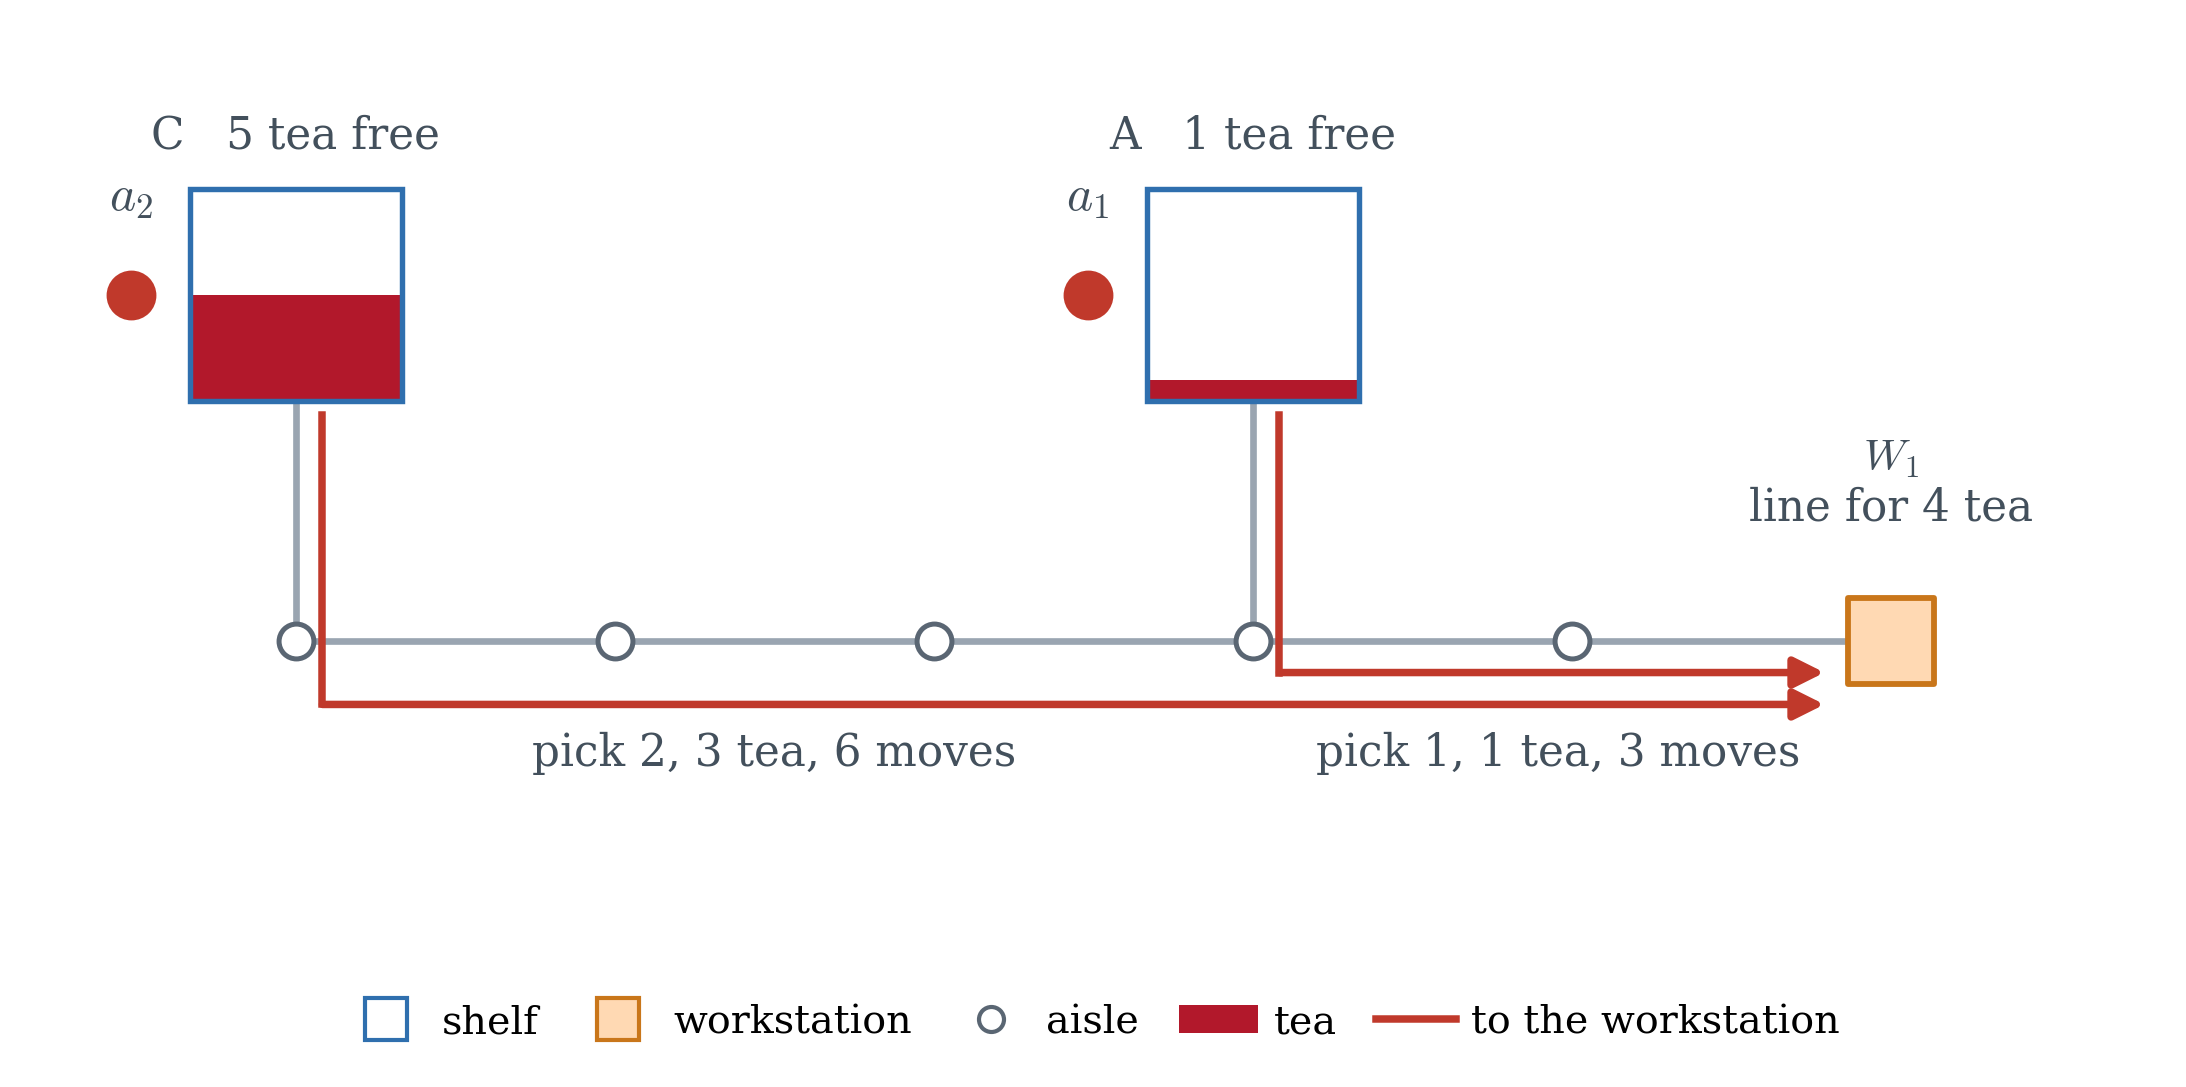 C 5 tea free
A 1 tea free
a₂
a₁
W₁
line for 4 tea
pick 2, 3 tea, 6 moves
pick 1, 1 tea, 3 moves
shelf
workstation
aisle
tea
to the workstation